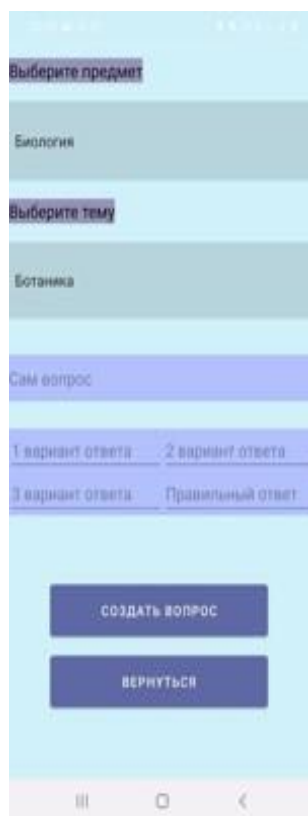 Выберите предмет
Биология
Выберите тему
Ботаника
Сам вопрос
1 вариант ответа 2 вариант ответа
3 вариант ответа Правильный ответ
СОЗДАТЬ ВОПРОС
ВЕРНУТЬСЯ